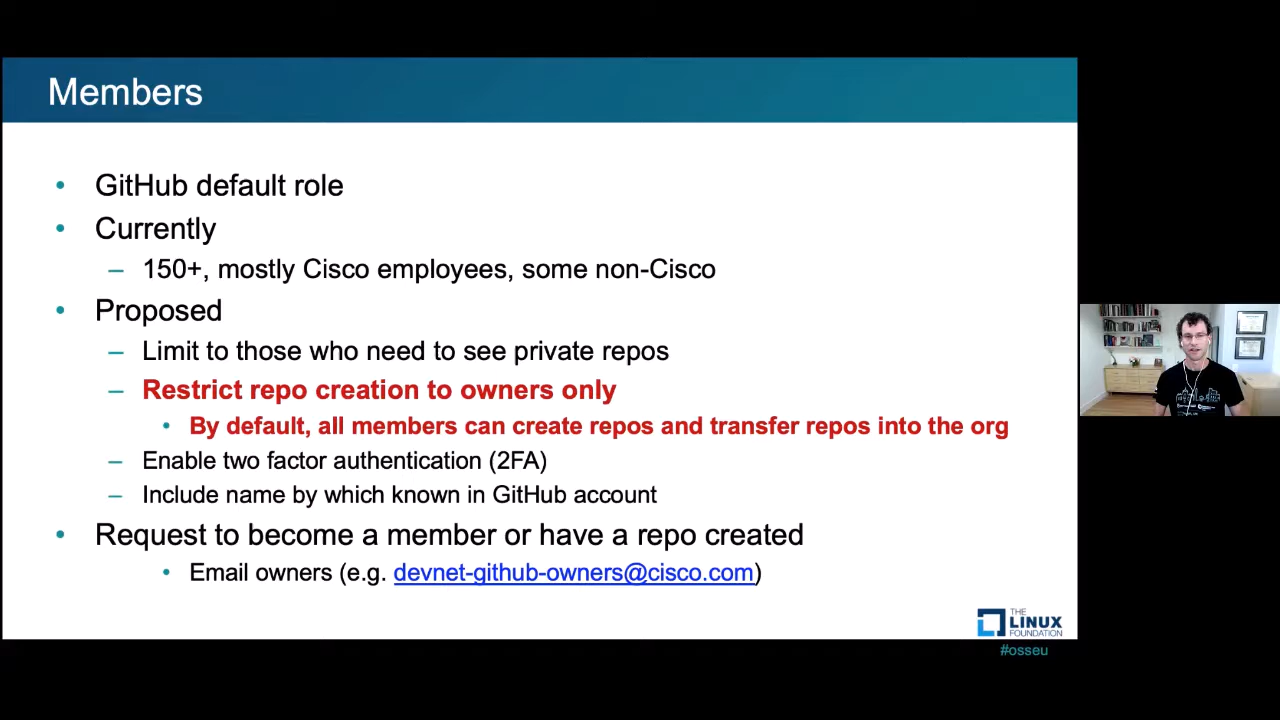 Members
• GitHub default role
• Currently
– 150+, mostly Cisco employees, some non-Cisco
• Proposed
– Limit to those who need to see private repos
– Restrict repo creation to owners only
• By default, all members can create repos and transfer repos into the org
– Enable two factor authentication (2FA)
– Include name by which known in GitHub account
• Request to become a member or have a repo created
• Email owners (e.g. devnet-github-owners@cisco.com)
THE
LINUX
FOUNDATION
#osseu